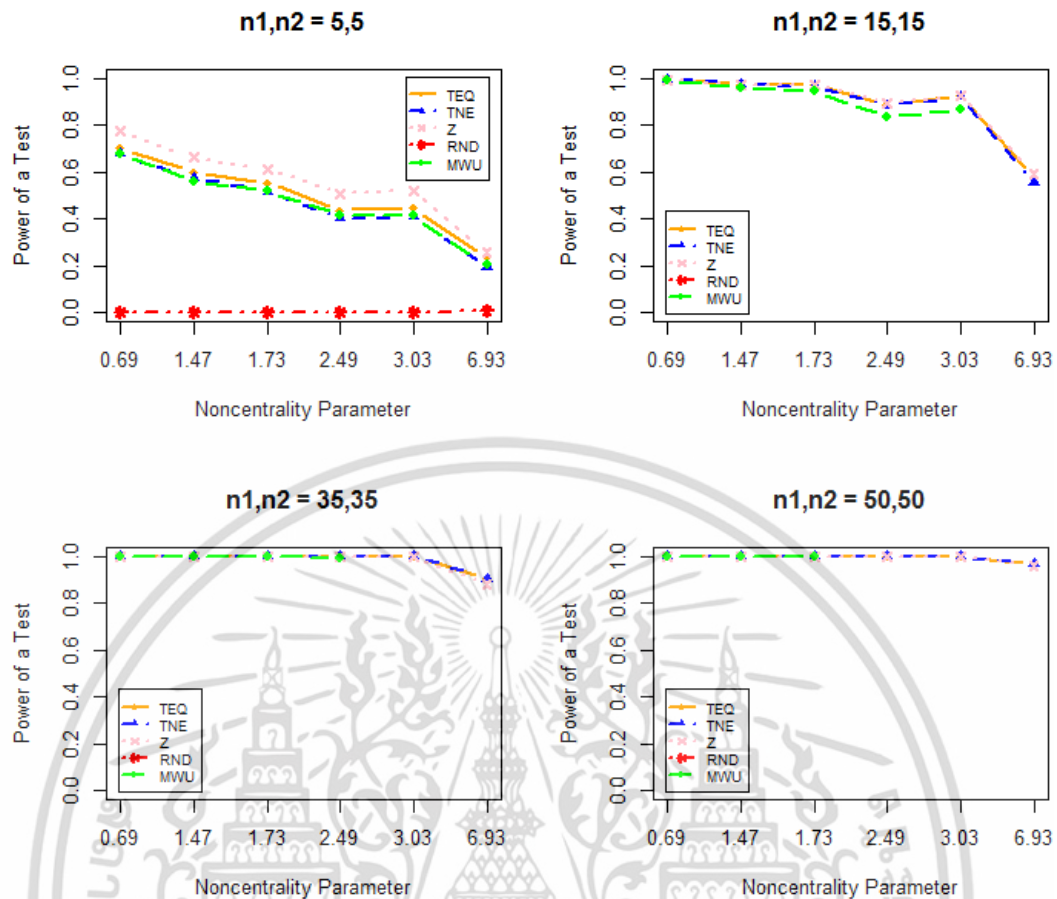 n1,n2 = 5,5
Power of a Test
1.0
0.8
0.6
0.4
0.2
0.0
TEQ
TNE
Z
RND
MWU
0.69 1.47 1.73 2.49 3.03 6.93
Noncentrality Parameter
n1,n2 = 15,15
Power of a Test
1.0
0.8
0.6
0.4
0.2
0.0
TEQ
TNE
Z
RND
MWU
0.69 1.47 1.73 2.49 3.03 6.93
Noncentrality Parameter
n1,n2 = 35,35
Power of a Test
1.0
0.8
0.6
0.4
0.2
0.0
TEQ
TNE
Z
RND
MWU
0.69 1.47 1.73 2.49 3.03 6.93
Noncentrality Parameter
n1,n2 = 50,50
Power of a Test
1.0
0.8
0.6
0.4
0.2
0.0
TEQ
TNE
Z
RND
MWU
0.69 1.47 1.73 2.49 3.03 6.93
Noncentrality Parameter